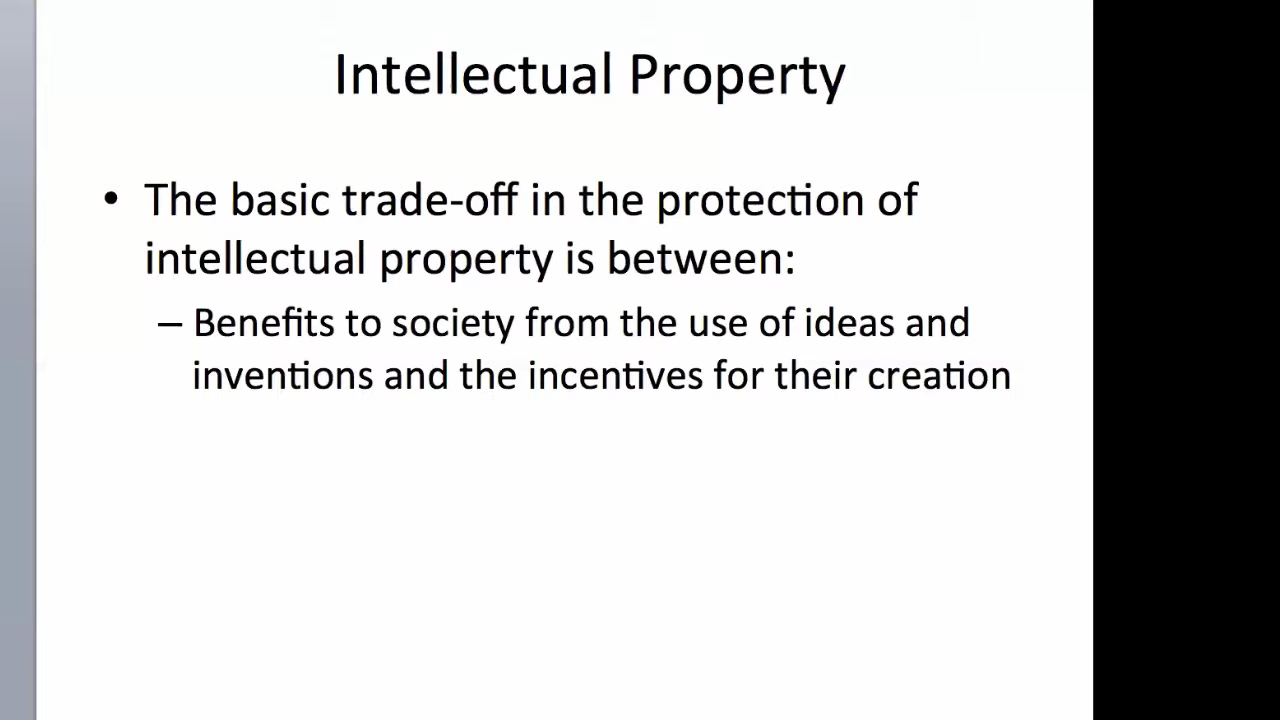 Intellectual Property
• The basic trade-off in the protection of
intellectual property is between:
– Benefits to society from the use of ideas and
inventions and the incentives for their creation